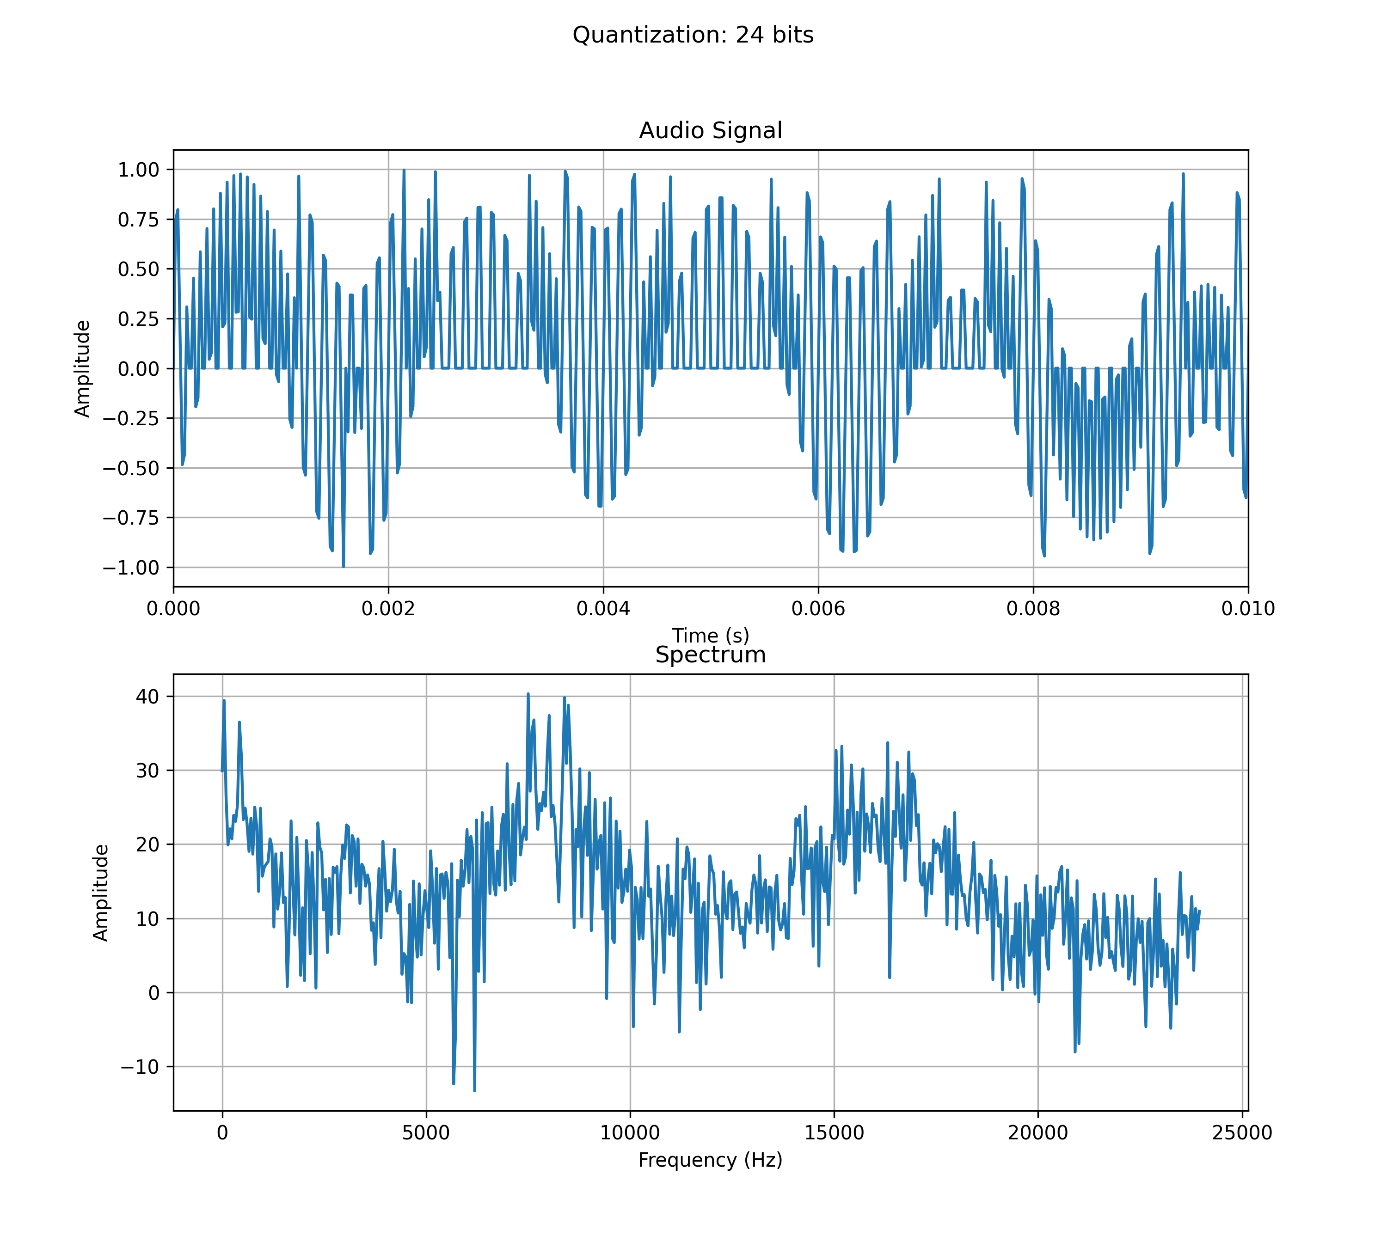 Quantization: 24 bits
Audio Signal
1.00
0.75
0.50
0.25
0.00
−0.25
−0.50
−0.75
−1.00
Amplitude
0.000 0.002 0.004 0.006 0.008 0.010
Time (s)
Spectrum
40
30
20
10
0
−10
Amplitude
0 5000 10000 15000 20000 25000
Frequency (Hz)